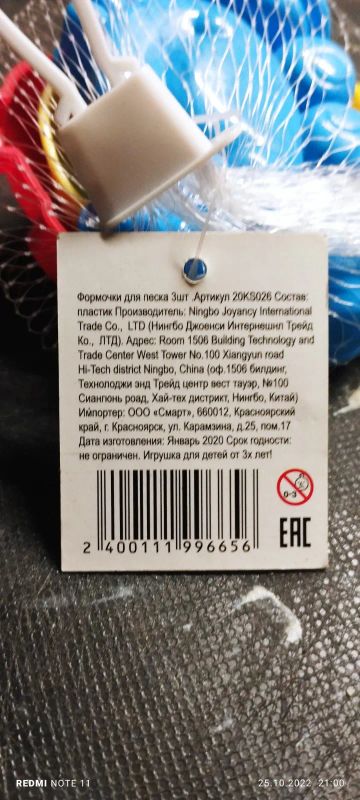 Формочки для песка 3шт .Артикул 20KS026 Состав:
пластик Производитель: Ningbo Joyancy International
Trade Co., LTD (Нингбо Джоенси Интернешнл Трейд
Ко., ЛТД). Адрес: Room 1506 Building Technology and
Trade Center West Tower No.100 Xiangyun road
Hi-Tech district Ningbo, China (оф.1506 билдинг,
Технолоджи энд Трейд центр вест тауэр, №100
Сиангюнь роад, Хай-тех дистрикт, Нингбо, Китай)
Импортер: ООО «Смарт», 660012, Красноярский
край, г. Красноярск, ул. Карамзина, д.25, пом.17
Дата изготовления: Январь 2020 Срок годности:
не ограничен. Игрушка для детей от 3х лет!
0-3
EAC
2 400111 996656
REDMI NOTE 11
25.10.2022 21:00